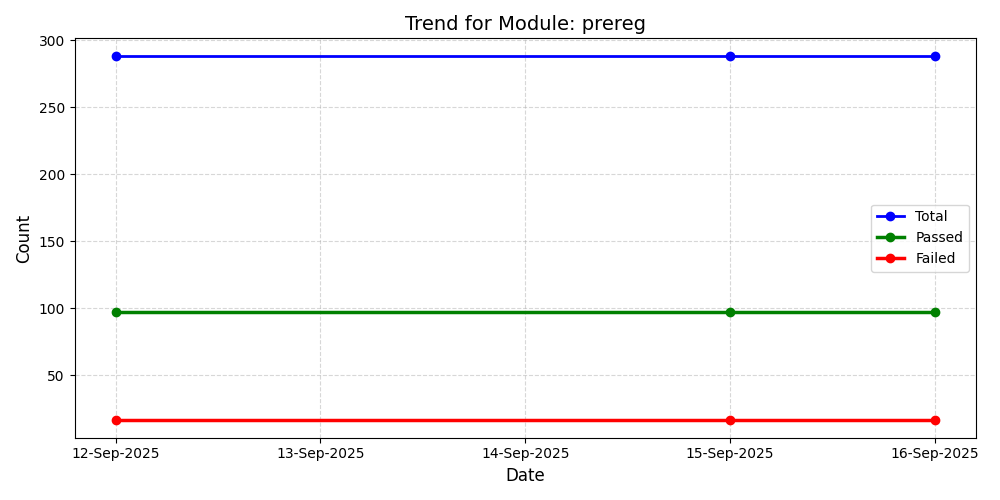 Trend for Module: prereg
300
250
200
150
100
50
Count
Total
Passed
Failed
12-Sep-2025
13-Sep-2025
14-Sep-2025
15-Sep-2025
16-Sep-2025
Date